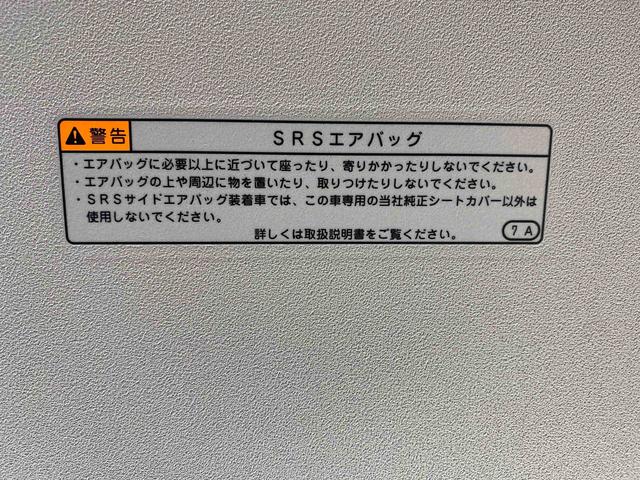 警告 SRSエアバッグ
・エアバッグに必要以上に近づいて座ったり、寄りかかったりしないでください。
・エアバッグの上や周辺に物を置いたり、取りつけたりしないでください。
・SRSサイドエアバッグ装着車では、この車専用の当社純正シートカバー以外は
使用しないでください。
詳しくは取扱説明書をご覧ください。 7A